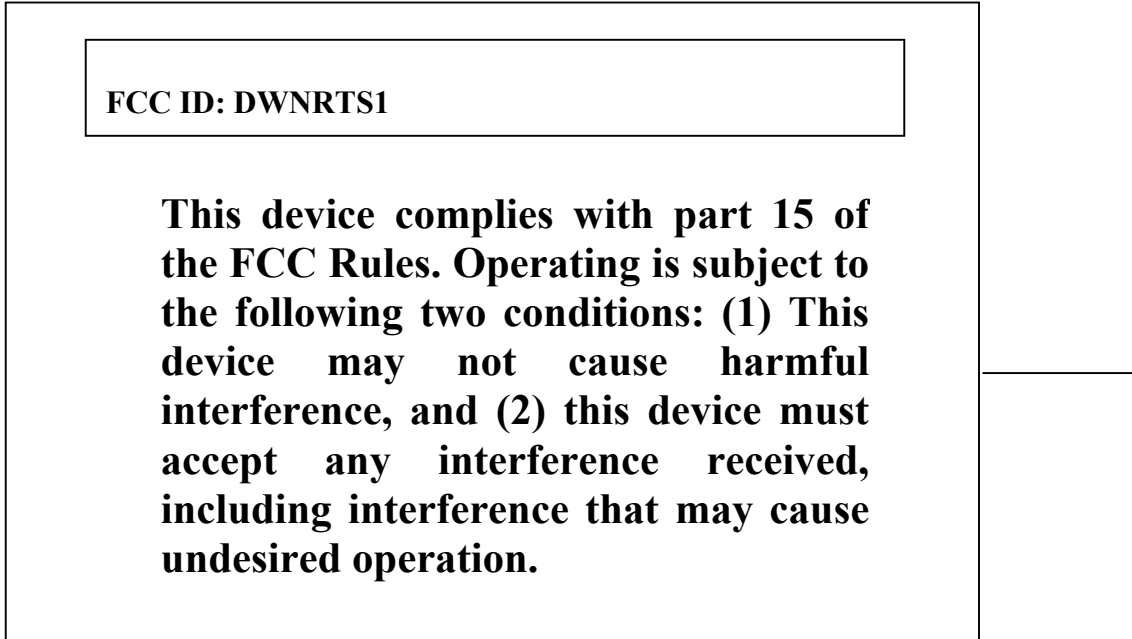 FCC ID: DWNRTS1
This device complies with part 15 of
the FCC Rules. Operating is subject to
the following two conditions: (1) This
device may not cause harmful
interference, and (2) this device must
accept any interference received,
including interference that may cause
undesired operation.